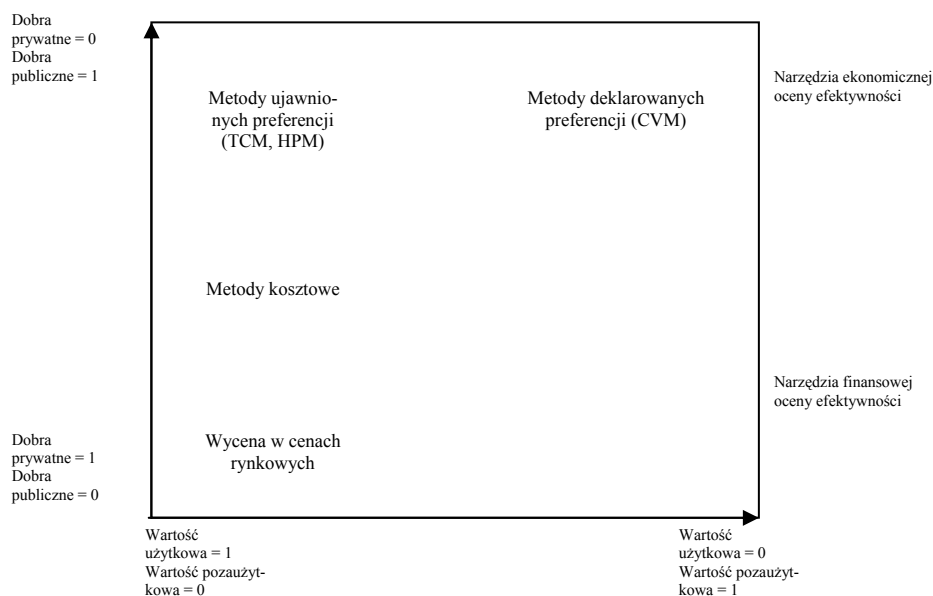 Dobra
prywatne = 0
Dobra
publiczne = 1
Metody ujawnio-
nych preferencji
(TCM, HPM)
Metody deklarowanych
preferencji (CVM)
Narzędzia ekonomicznej
oceny efektywności
Metody kosztowe
Narzędzia finansowej
oceny efektywności
Dobra
prywatne = 1
Dobra
publiczne = 0
Wycena w cenach
rynkowych
Wartość
użytkowa = 1
Wartość pozaużyt-
kowa = 0
Wartość
użytkowa = 0
Wartość pozaużyt-
kowa = 1